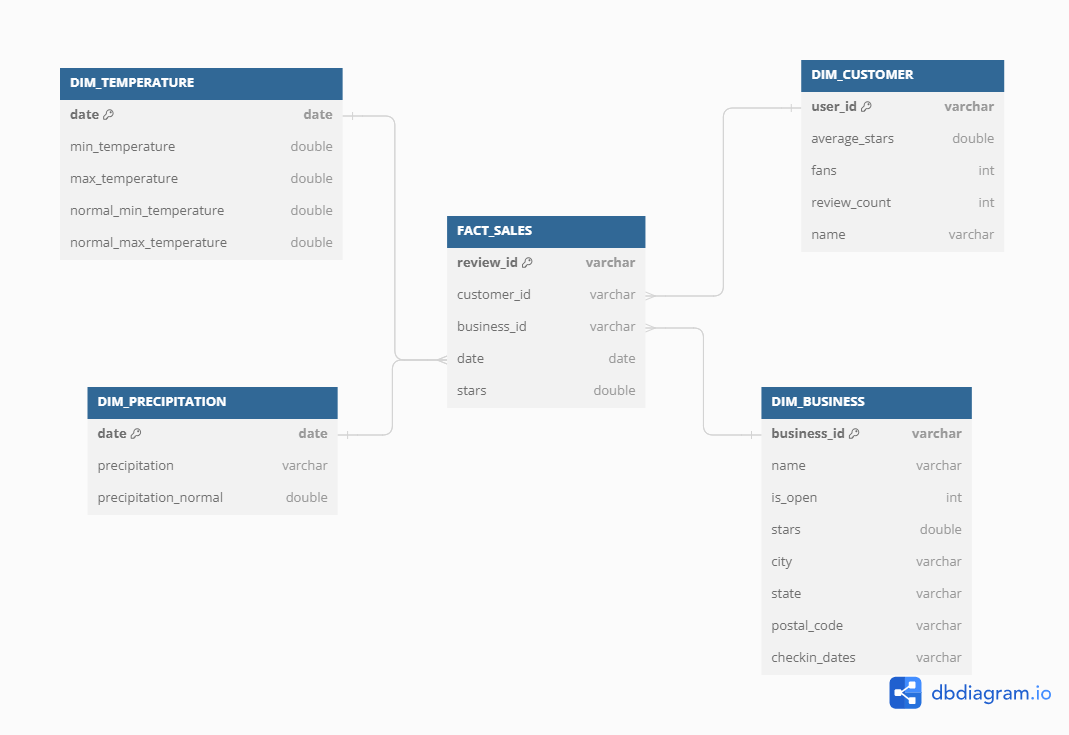 DIM_TEMPERATURE
date date
min_temperature double
max_temperature double
normal_min_temperature double
normal_max_temperature double
DIM_CUSTOMER
user_id varchar
average_stars double
fans int
review_count int
name varchar
FACT_SALES
review_id varchar
customer_id varchar
business_id varchar
date date
stars double
DIM_PRECIPITATION
date date
precipitation varchar
precipitation_normal double
DIM_BUSINESS
business_id varchar
name varchar
is_open int
stars double
city varchar
state varchar
postal_code varchar
checkin_dates varchar
dbdiagram.io